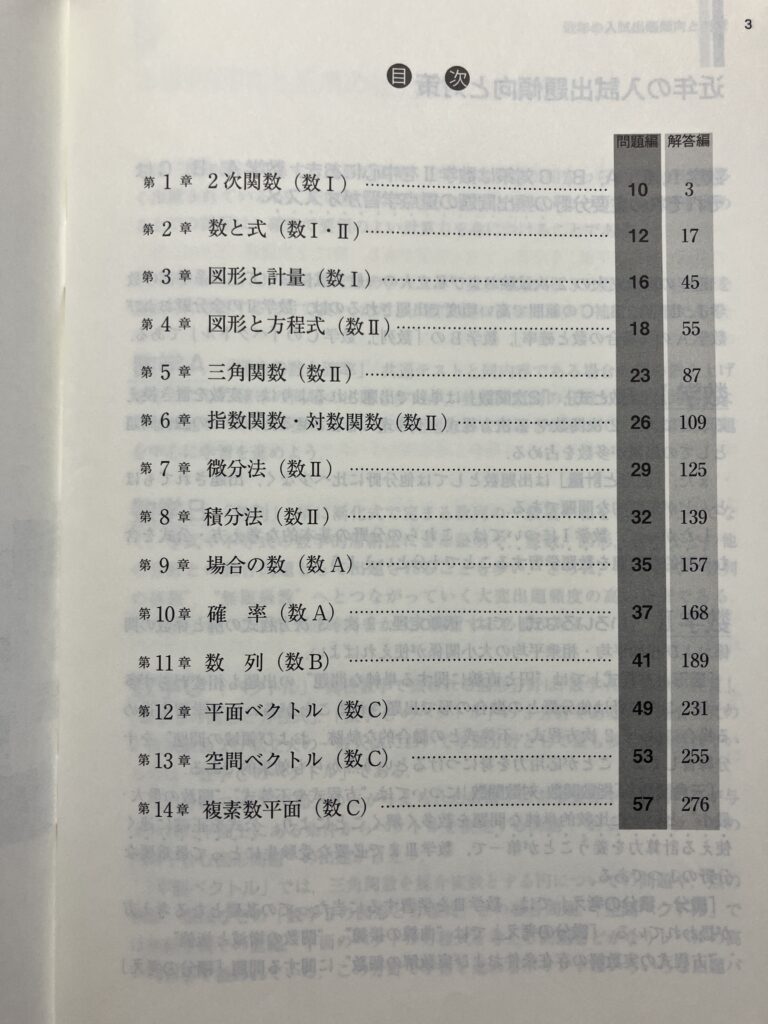 3
目 次
問題編 解答編
第1章 2次関数（数Ⅰ） 10 3
第2章 数と式（数Ⅰ・Ⅱ） 12 17
第3章 図形と計量（数Ⅰ） 16 45
第4章 図形と方程式（数Ⅱ） 18 55
第5章 三角関数（数Ⅱ） 23 87
第6章 指数関数・対数関数（数Ⅱ） 26 109
第7章 微分法（数Ⅱ） 29 125
第8章 積分法（数Ⅱ） 32 139
第9章 場合の数（数A） 35 157
第10章 確 率（数A） 37 168
第11章 数 列（数B） 41 189
第12章 平面ベクトル（数C） 49 231
第13章 空間ベクトル（数C） 53 255
第14章 複素数平面（数C） 57 276